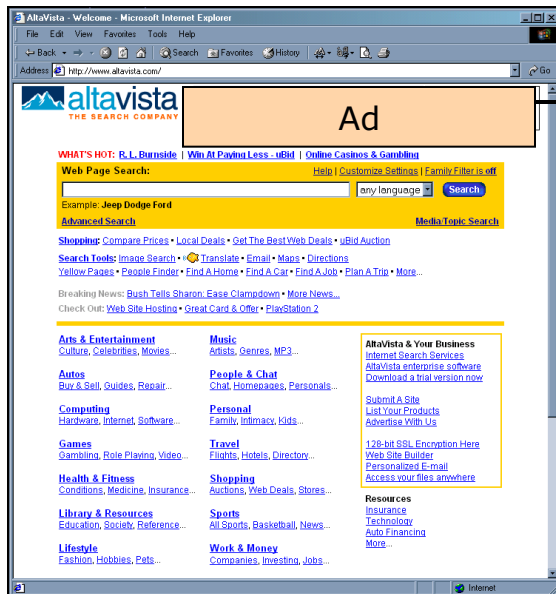 AltaVista - Welcome - Microsoft Internet Explorer
File Edit View Favorites Tools Help
Back Search Favorites History
Address http://www.altavista.com/ Go
altavista
THE SEARCH COMPANY
Ad
WHAT'S HOT: R. L. Burnside | Win At Paying Less - uBid | Online Casinos & Gambling
Web Page Search: Help | Customize Settings | Family Filter is off
any language Search
Example: Jeep Dodge Ford
Advanced Search Media/Topic Search
Shopping: Compare Prices • Local Deals • Get The Best Web Deals • uBid Auction
Search Tools: Image Search • Translate • Email • Maps • Directions
Yellow Pages • People Finder • Find A Home • Find A Car • Find A Job • Plan A Trip • More...
Breaking News: Bush Tells Sharon: Ease Clampdown • More News...
Check Out: Web Site Hosting • Great Card & Offer • PlayStation 2
Arts & Entertainment
Culture, Celebrities, Movies...
Autos
Buy & Sell, Guides, Repair...
Computing
Hardware, Internet, Software...
Games
Gambling, Role Playing, Video...
Health & Fitness
Conditions, Medicine, Insurance...
Library & Resources
Education, Society, Reference...
Lifestyle
Fashion, Hobbies, Pets...
Music
Artists, Genres, MP3...
People & Chat
Chat, Homepages, Personals...
Personal
Family, Intimacy, Kids...
Travel
Flights, Hotels, Directory...
Shopping
Auctions, Web Deals, Stores...
Sports
All Sports, Basketball, News...
Work & Money
Companies, Investing, Jobs...
AltaVista & Your Business
Internet Search Services
AltaVista enterprise software
Download a trial version now
Submit A Site
List Your Products
Advertise With Us
128-bit SSL Encryption Here
Web Site Builder
Personalized E-mail
Access your files anywhere
Resources
Insurance
Technology
Auto Financing
More...
Internet